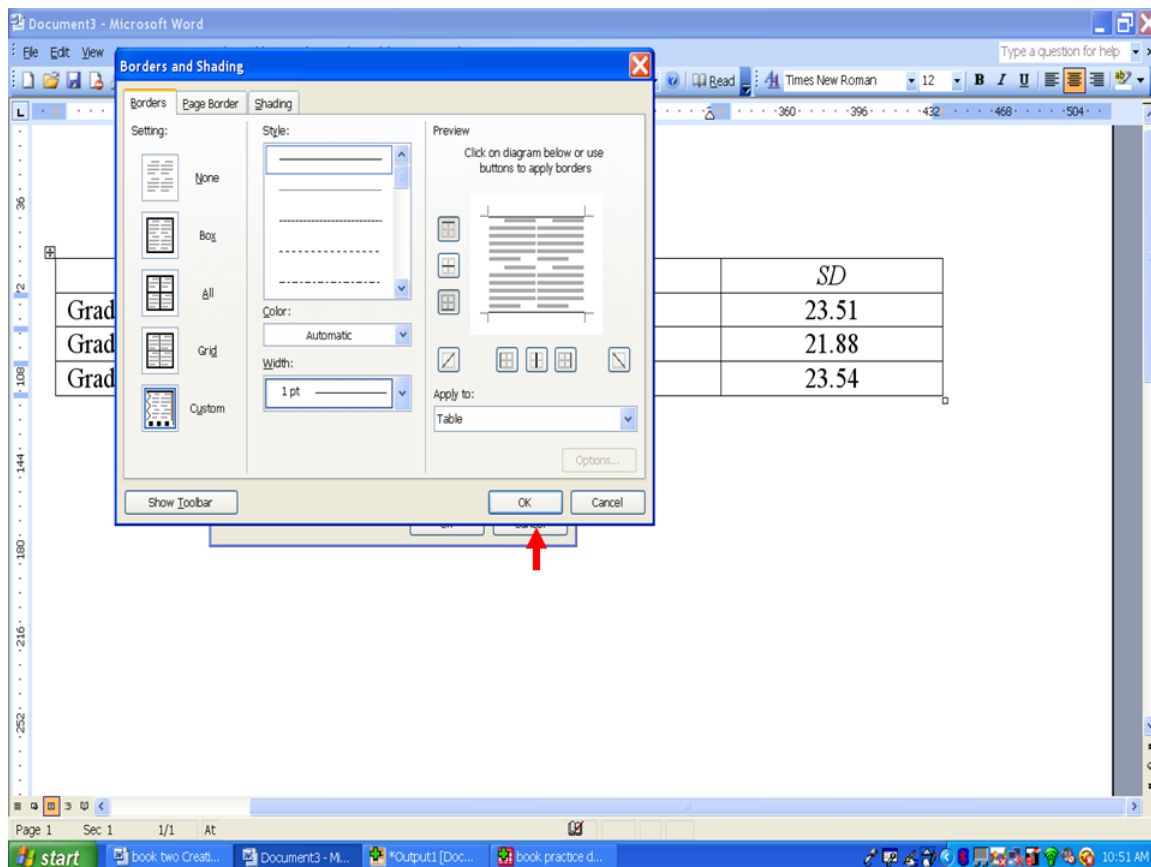 Document3 - Microsoft Word
File Edit View
Type a question for help
Read Times New Roman 12 B I U
L 360 396 432 468 504
Borders and Shading
Borders Page Border Shading
Setting:
None
Box
All
Grid
Custom
Style:
Color:
Automatic
Width:
1 pt
Preview
Click on diagram below or use
buttons to apply borders
Apply to:
Table
Options...
Show Toolbar OK Cancel
Cancel
SD
Grad 23.51
Grad 21.88
Grad 23.54
36
108
144
180
216
252
Page 1 Sec 1 1/1 At
start book two Creati... Document3 - Mi... *Output1 [Doc... book practice d... 10:51 AM